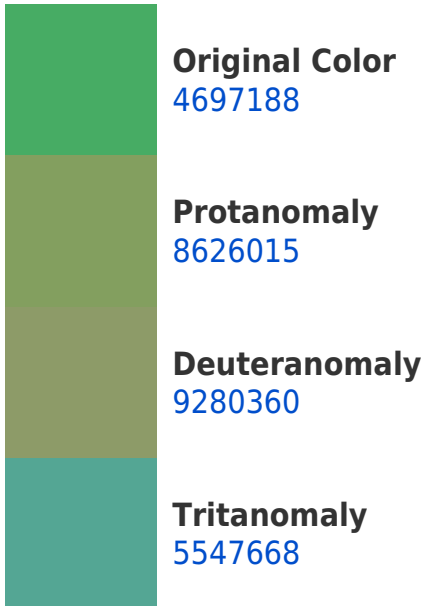 Original Color
4697188
Protanomaly
8626015
Deuteranomaly
9280360
Tritanomaly
5547668